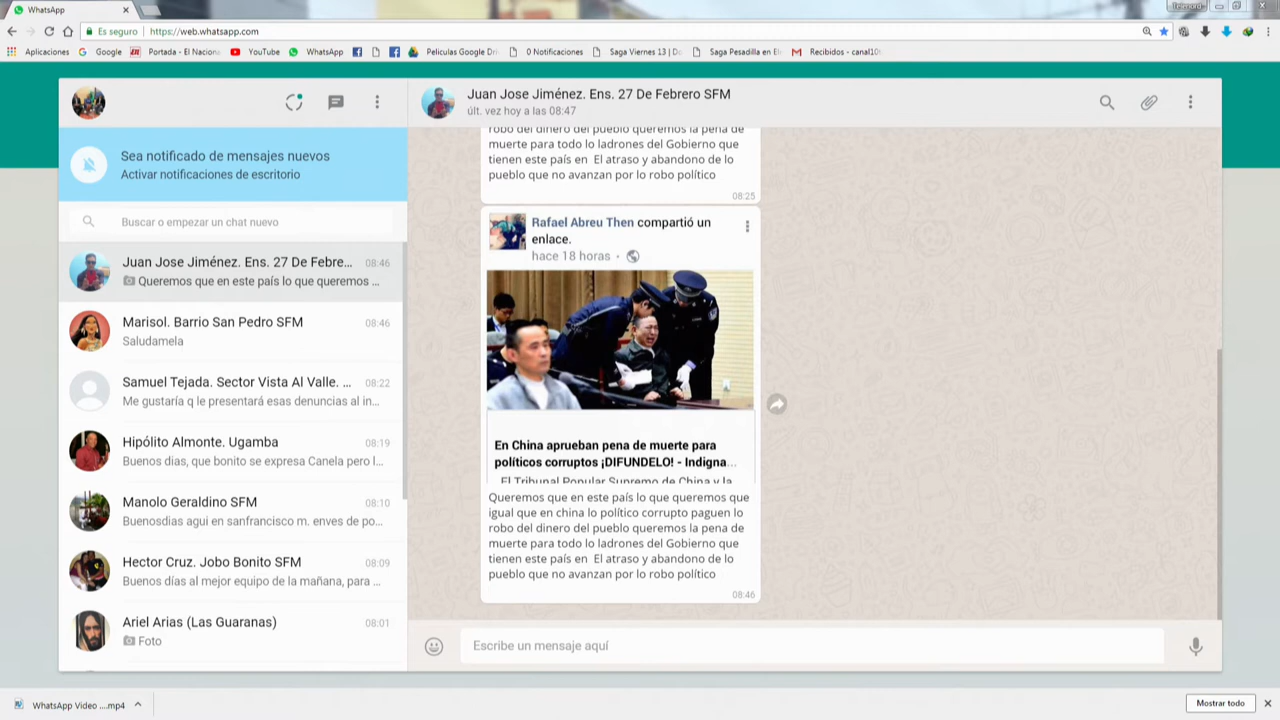 WhatsApp
Es seguro
https://web.whatsapp.com
Aplicaciones
Google
Portada - El Naciona
YouTube
WhatsApp
Peliculas Google Dri
0 Notificaciones
Saga Viernes 13 | Do
Saga Pesadilla en El
Recibidos - canal10
Sea notificado de mensajes nuevos
Activar notificaciones de escritorio
Buscar o empezar un chat nuevo
Juan Jose Jiménez. Ens. 27 De Febre... 08:46
Queremos que en este país lo que queremos ...
Marisol. Barrio San Pedro SFM 08:46
Saludamela
Samuel Tejada. Sector Vista Al Valle. ... 08:22
Me gustaría q le presentará esas denuncias al in...
Hipólito Almonte. Ugamba 08:19
Buenos dias, que bonito se expresa Canela pero l...
Manolo Geraldino SFM 08:10
Buenosdias agui en sanfrancisco m. enves de po...
Hector Cruz. Jobo Bonito SFM 08:09
Buenos días al mejor equipo de la mañana, para ...
Ariel Arias (Las Guaranas) 08:01
Foto
Juan Jose Jiménez. Ens. 27 De Febrero SFM
últ. vez hoy a las 08:47
robo del dinero del pueblo queremos la pena de
muerte para todo lo ladrones del Gobierno que
tienen este país en El atraso y abandono de lo
pueblo que no avanzan por lo robo político
08:25
Rafael Abreu Then compartió un
enlace.
hace 18 horas ·
En China aprueban pena de muerte para
políticos corruptos ¡DIFUNDELO! - Indigna...
El Tribunal Popular Supremo de China y la
Queremos que en este país lo que queremos que
igual que en china lo político corrupto paguen lo
robo del dinero del pueblo queremos la pena de
muerte para todo lo ladrones del Gobierno que
tienen este país en El atraso y abandono de lo
pueblo que no avanzan por lo robo político
08:46
Escribe un mensaje aquí
WhatsApp Video ....mp4
Mostrar todo